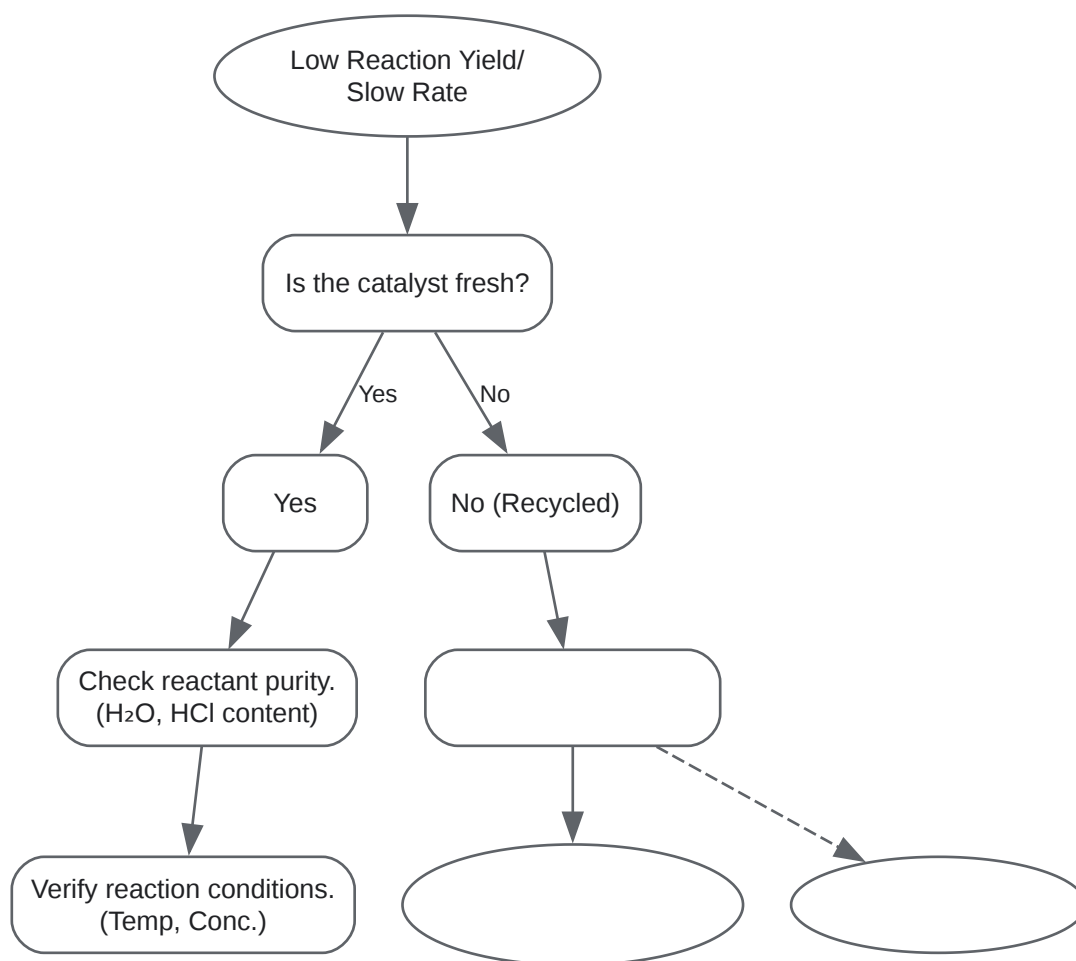 Low Reaction Yield/
Slow Rate
Is the catalyst fresh?
Yes
No
Yes
No (Recycled)
Check reactant purity.
(H₂O, HCl content)
Verify reaction conditions.
(Temp, Conc.)